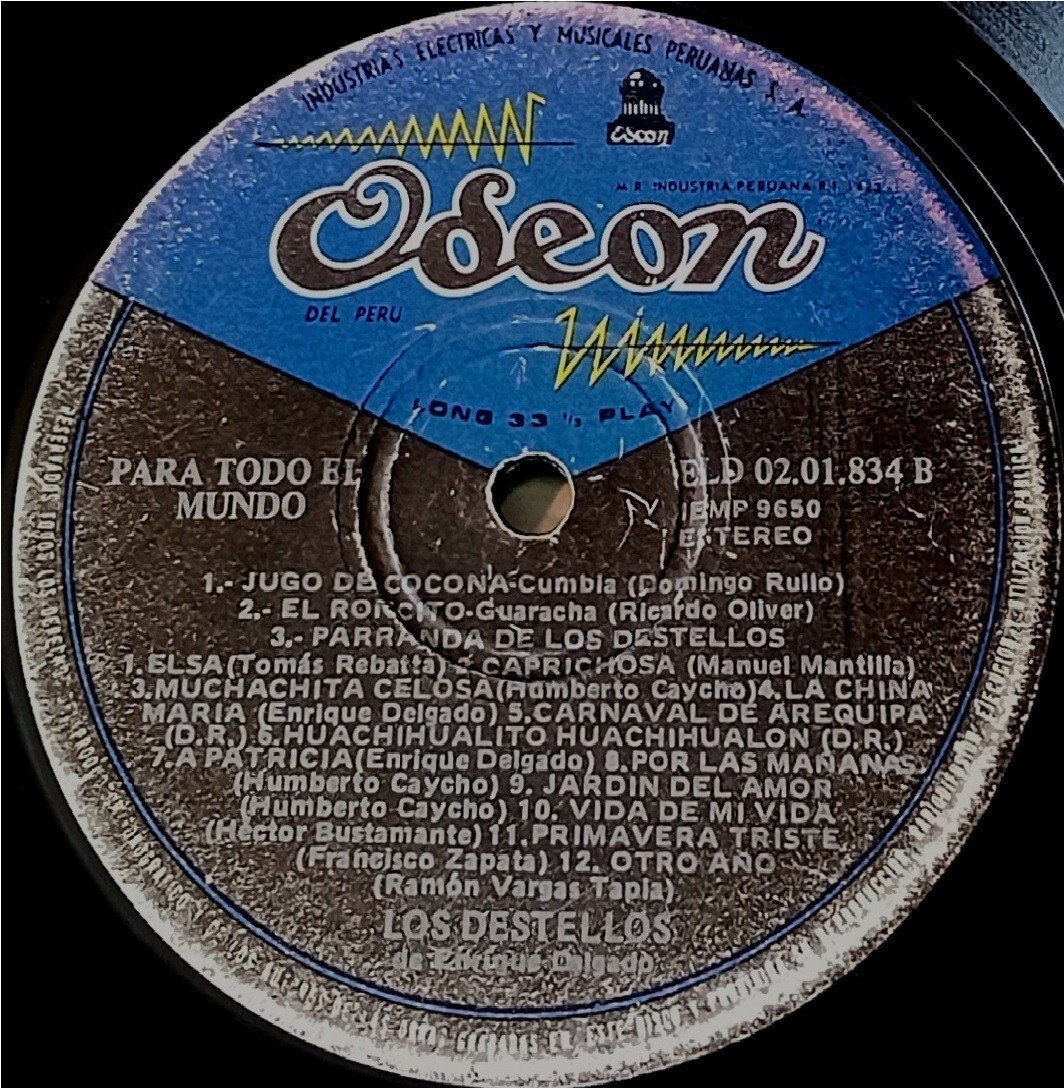 INDUSTRIAS ELECTRICAS Y MUSICALES PERUANAS S. A.
Odeon
M.R. INDUSTRIA PERUANA R.I.
Odeon
DEL PERU
LONG 33 1/3 PLAY
PARA TODO EL
MUNDO
ELD 02.01.834 B
IEMP 9650
ESTEREO
1.- JUGO DE COCONA-Cumbia (Domingo Rullo)
2.- EL RONCITO-Guaracha (Ricardo Oliver)
3.- PARRANDA DE LOS DESTELLOS
1.ELSA(Tomás Rebatta) 2. CAPRICHOSA (Manuel Mantilla)
3.MUCHACHITA CELOSA(Humberto Caycho)4.LA CHINA
MARIA (Enrique Delgado) 5.CARNAVAL DE AREQUIPA
(D.R.) 6.HUACHIHUALITO HUACHIHUALON (D.R.)
7.A PATRICIA(Enrique Delgado) 8.POR LAS MAÑANAS
(Humberto Caycho) 9. JARDIN DEL AMOR
(Humberto Caycho) 10. VIDA DE MI VIDA
(Héctor Bustamante) 11.PRIMAVERA TRISTE
(Francisco Zapata) 12. OTRO AÑO
(Ramón Vargas Tapia)
LOS DESTELLOS
de Enrique Delgado